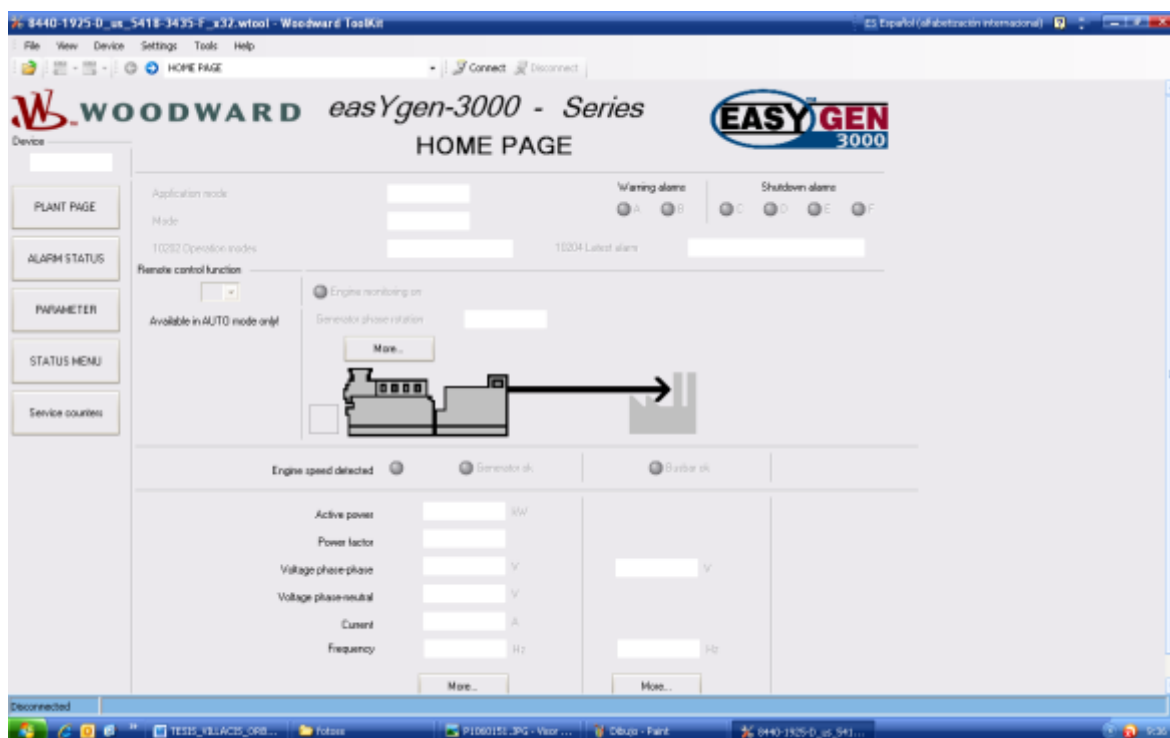 8440-1925-D_us_5418-3435-F_x32.wtool - Woodward ToolKit
ES Español (alfabetización internacional)
File View Device Settings Tools Help
HOME PAGE
Connect Disconnect
WOODWARD easYgen-3000 - Series
EASYGEN 3000
HOME PAGE
Device
PLANT PAGE
ALARM STATUS
PARAMETER
STATUS MENU
Service counters
Application mode
Mode
10202 Operation modes
Warning alarms
A B
Shutdown alarms
C D E F
10204 Latest alarm
Remote control function
Available in AUTO mode only!
Engine monitoring on
Generator phase rotation
More...
Engine speed detected
Generator ok
Busbar ok
Active power kW
Power factor
Voltage phase-phase V V
Voltage phase-neutral V
Current A
Frequency Hz Hz
More... More...
Disconnected
TESIS_VILLACIS_ORB... fotoss P1060151.JPG - Visor ... Dibujo - Paint 8440-1925-D_us_541...